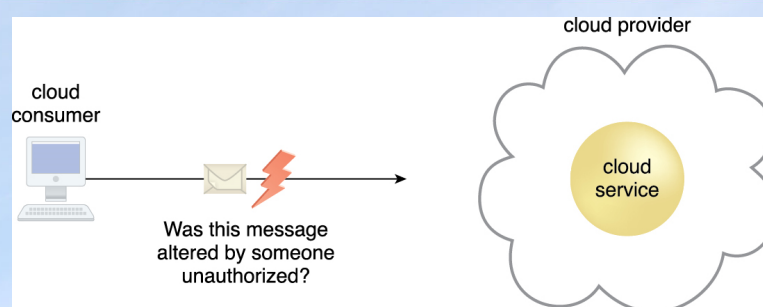 cloud provider
cloud
consumer
cloud
service
Was this message
altered by someone
unauthorized?